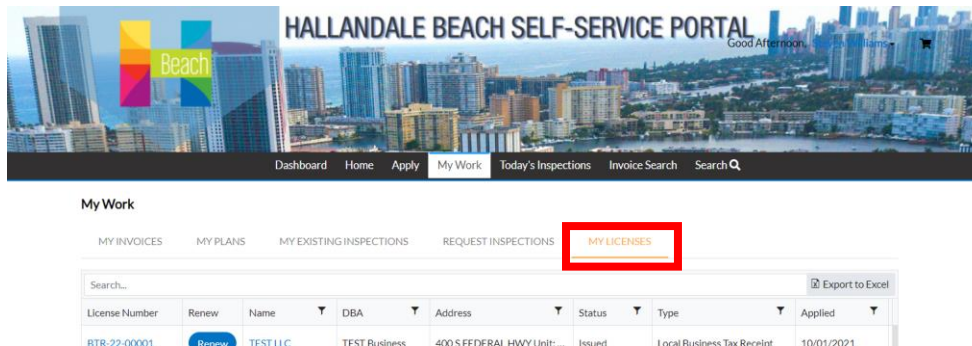 HALLANDALE BEACH SELF-SERVICE PORTAL
Good Afternoon,
Beach
Dashboard Home Apply My Work Today's Inspections Invoice Search Search
My Work
MY INVOICES MY PLANS MY EXISTING INSPECTIONS REQUEST INSPECTIONS MY LICENSES
Search... Export to Excel
License Number Renew Name DBA Address Status Type Applied
BTR-22-00001 Renew TEST LLC TEST Business 400 S FEDERAL HWY Unit: ... Issued Local Business Tax Receipt 10/01/2021